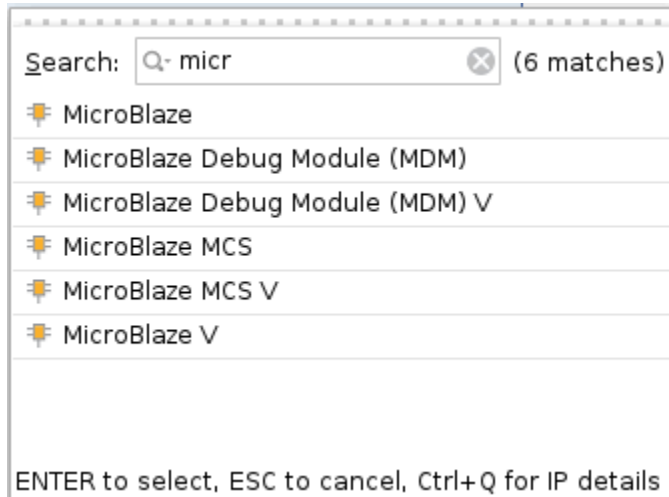 Search: micr (6 matches)
MicroBlaze
MicroBlaze Debug Module (MDM)
MicroBlaze Debug Module (MDM) V
MicroBlaze MCS
MicroBlaze MCS V
MicroBlaze V
ENTER to select, ESC to cancel, Ctrl+Q for IP details